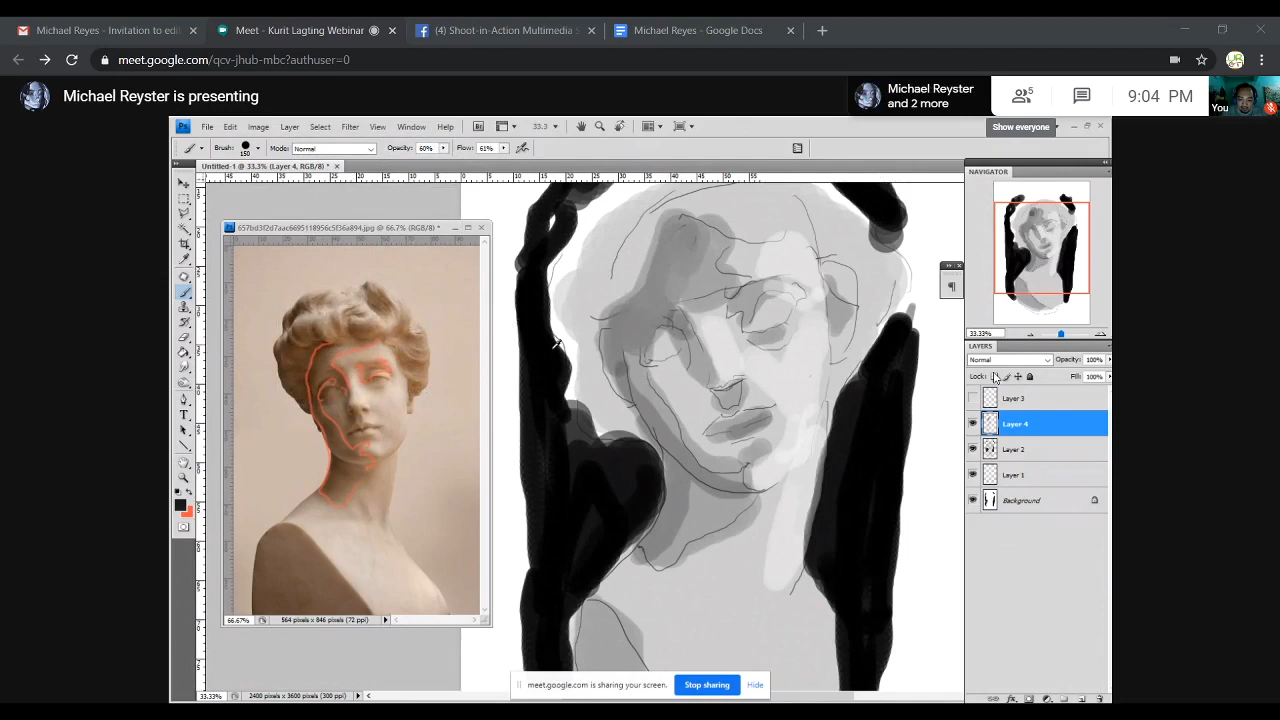 Michael Reyes - Invitation to edit
Meet - Kurit Lagting Webinar
(4) Shoot-in-Action Multimedia S
Michael Reyes - Google Docs
meet.google.com/qcv-jhub-mbc?authuser=0
Michael Reyster is presenting
Michael Reyster
and 2 more
5
9:04 PM
You
Ps File Edit Image Layer Select Filter View Window Help
Br
33.3
Show everyone
Brush: 150 Mode: Normal Opacity: 60% Flow: 61%
Untitled-1 @ 33.3% (Layer 4, RGB/8) *
657bd3f2d7aac6695118956c5f36a894.jpg @ 66.7% (RGB/8) *
66.67% 564 pixels x 846 pixels (72 ppi)
33.33% 2400 pixels x 3600 pixels (300 ppi)
NAVIGATOR
33.33%
LAYERS
Normal Opacity: 100%
Lock: Fill: 100%
Layer 3
Layer 4
Layer 2
Layer 1
Background
meet.google.com is sharing your screen. Stop sharing Hide